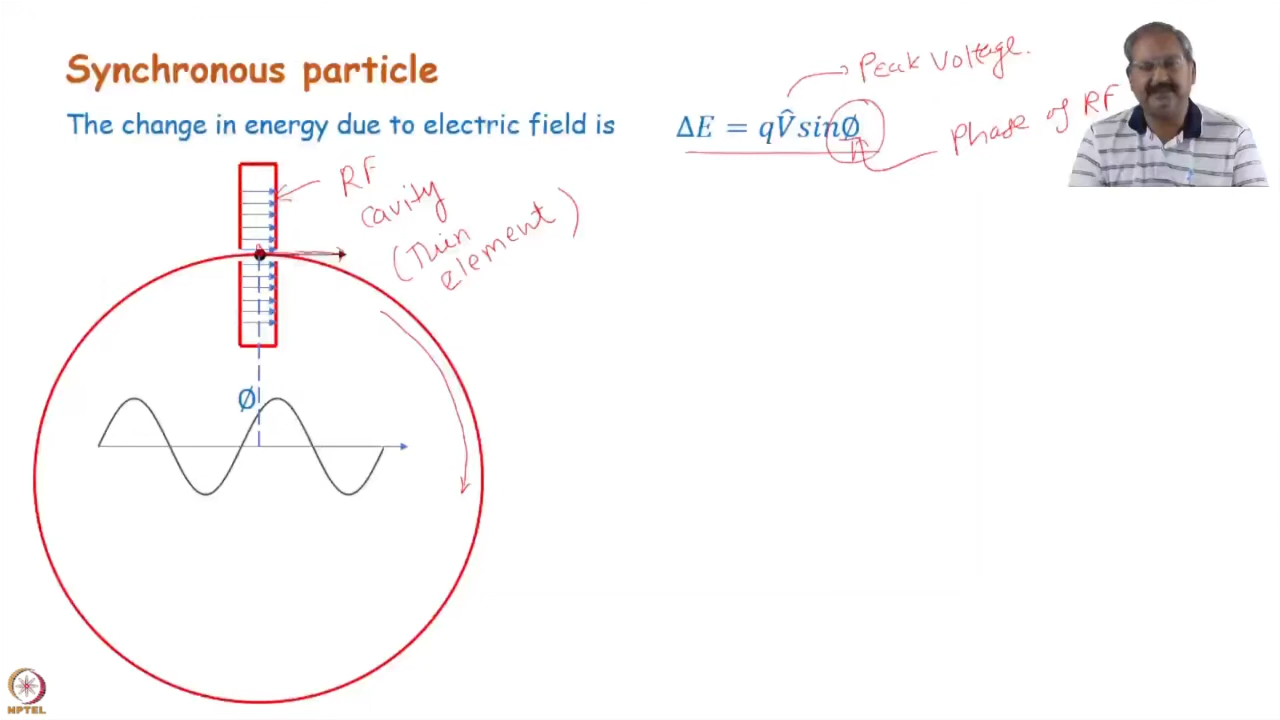 Synchronous particle
The change in energy due to electric field is
ΔE = qV̂sinØ
Peak Voltage.
Phase of RF
RF
cavity
(Thin
element)
Ø
NPTEL